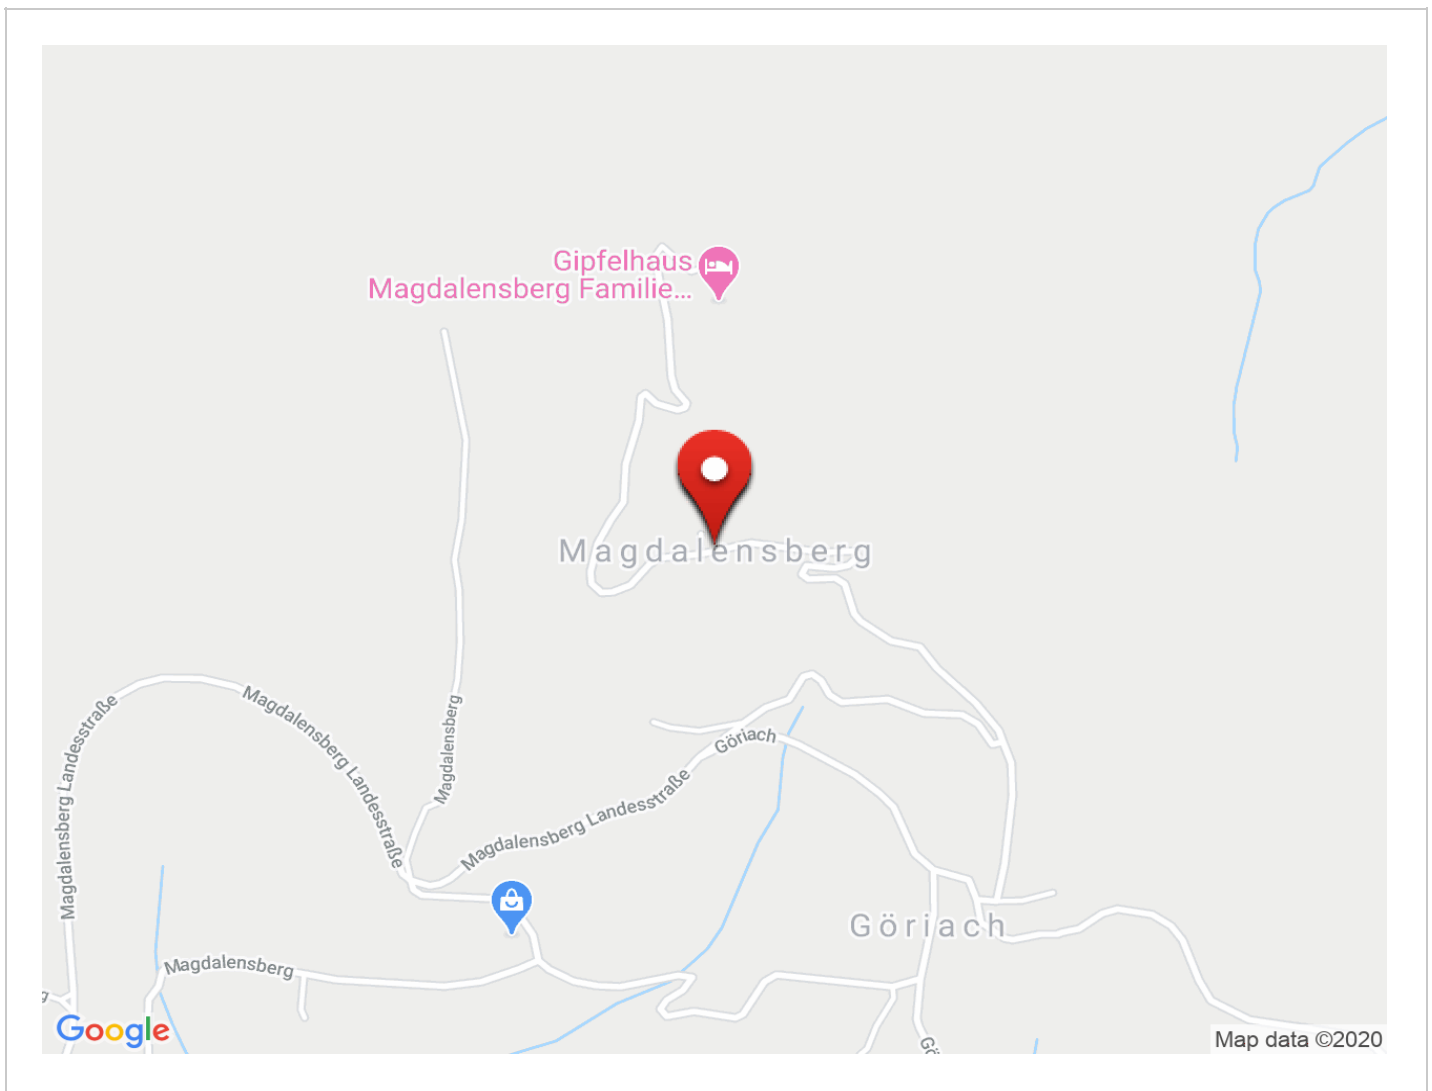 Gipfelhaus
Magdalensberg Familie...
Magdalensberg
Magdalensberg Landesstraße
Magdalensberg Landesstraße
Magdalensberg
Göriach
Magdalensberg Landesstraße
Göriach
Magdalensberg
Google
Map data ©2020